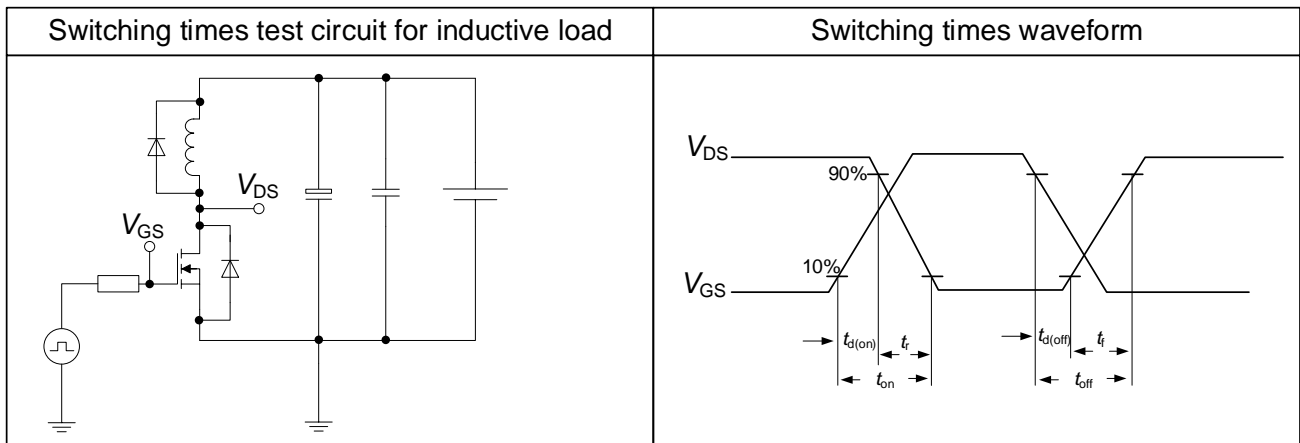 Switching times test circuit for inductive load
Switching times waveform
VDS
VGS
VDS
90%
10%
VGS
td(on)
tr
td(off)
tf
ton
toff